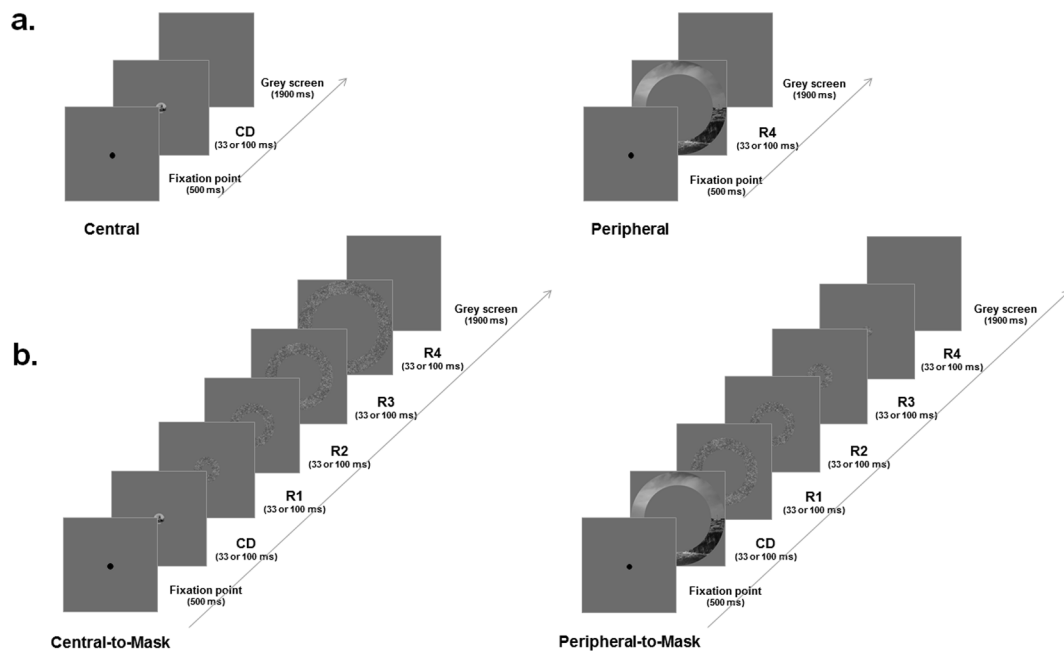 a.
Grey screen
(1900 ms)
CD
(33 or 100 ms)
Fixation point
(500 ms)
Central
Grey screen
(1900 ms)
R4
(33 or 100 ms)
Fixation point
(500 ms)
Peripheral
b.
Grey screen
(1900 ms)
R4
(33 or 100 ms)
R3
(33 or 100 ms)
R2
(33 or 100 ms)
R1
(33 or 100 ms)
CD
(33 or 100 ms)
Fixation point
(500 ms)
Central-to-Mask
Grey screen
(1900 ms)
R4
(33 or 100 ms)
R3
(33 or 100 ms)
R2
(33 or 100 ms)
R1
(33 or 100 ms)
CD
(33 or 100 ms)
Fixation point
(500 ms)
Peripheral-to-Mask